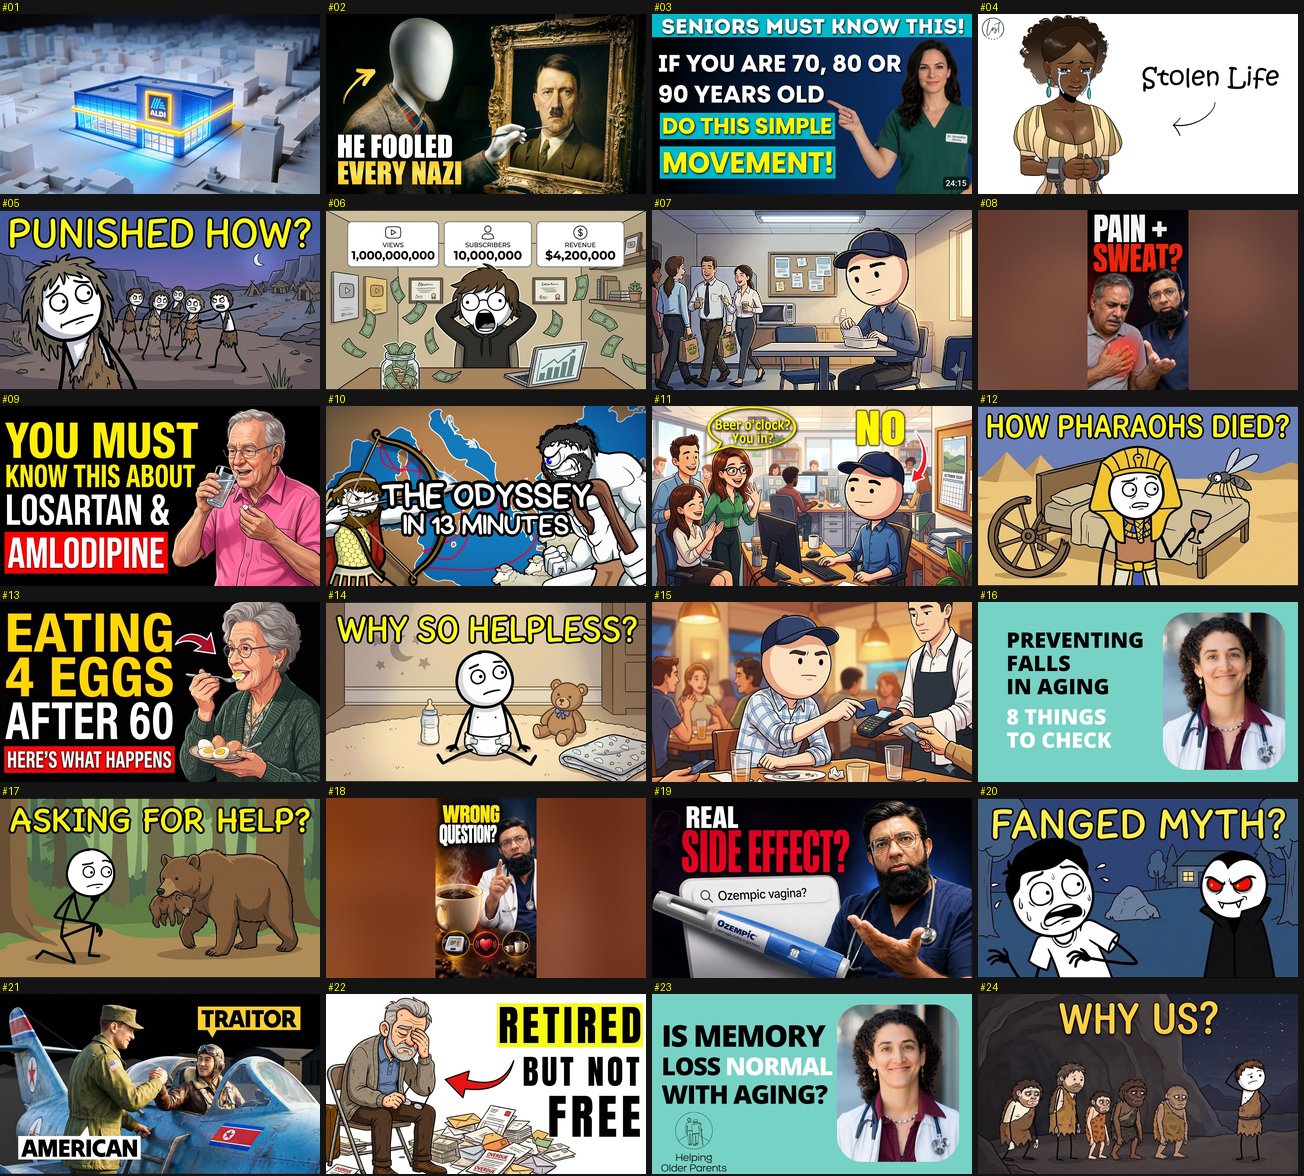 #01
ALDI
#02
HE FOOLED
EVERY NAZI
#03
SENIORS MUST KNOW THIS!
IF YOU ARE 70, 80 OR
90 YEARS OLD
DO THIS SIMPLE
MOVEMENT!
24:15
#04
Lost
Stolen Life
#05
PUNISHED HOW?
#06
VIEWS
1,000,000,000
SUBSCRIBERS
10,000,000
REVENUE
$4,200,000
#07
#08
PAIN +
SWEAT?
#09
YOU MUST
KNOW THIS ABOUT
LOSARTAN &
AMLODIPINE
#10
THE ODYSSEY
IN 13 MINUTES
#11
Beer o'clock?
You in?
NO
#12
HOW PHARAOHS DIED?
#13
EATING
4 EGGS
AFTER 60
HERE'S WHAT HAPPENS
#14
WHY SO HELPLESS?
#15
#16
PREVENTING
FALLS
IN AGING
8 THINGS
TO CHECK
#17
ASKING FOR HELP?
#18
WRONG
QUESTION?
#19
REAL
SIDE EFFECT?
Ozempic vagina?
OZEMPIC
#20
FANGED MYTH?
#21
TRAITOR
AMERICAN
#22
RETIRED
BUT NOT
FREE
OVERDUE
#23
IS MEMORY
LOSS NORMAL
WITH AGING?
Helping
Older Parents
#24
WHY US?